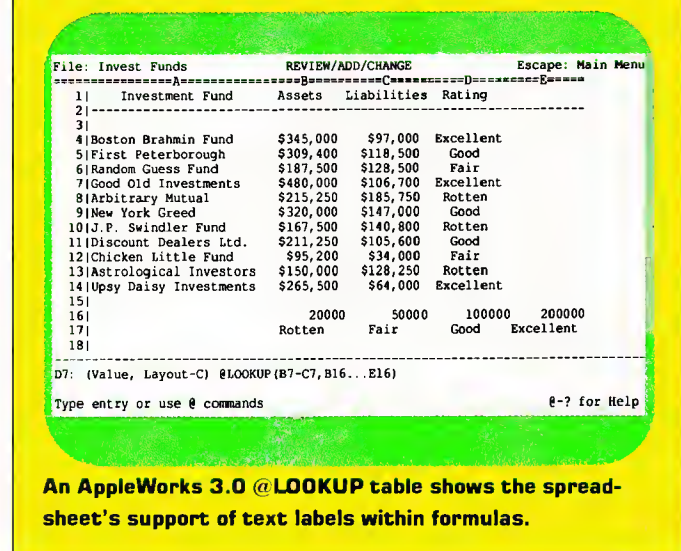 File: Invest Funds REVIEW/ADD/CHANGE Escape: Main Menu
================A===========B=========C=========D=========E=====
1| Investment Fund Assets Liabilities Rating
2|----------------------------------------------------------------
3|
4|Boston Brahmin Fund $345,000 $97,000 Excellent
5|First Peterborough $309,400 $118,500 Good
6|Random Guess Fund $187,500 $128,500 Fair
7|Good Old Investments $480,000 $106,700 Excellent
8|Arbitrary Mutual $215,250 $185,750 Rotten
9|New York Greed $320,000 $147,000 Good
10|J.P. Swindler Fund $167,500 $140,800 Rotten
11|Discount Dealers Ltd. $211,250 $105,600 Good
12|Chicken Little Fund $95,200 $34,000 Fair
13|Astrological Investors $150,000 $128,250 Rotten
14|Upsy Daisy Investments $265,500 $64,000 Excellent
15|
16| 20000 50000 100000 200000
17| Rotten Fair Good Excellent
18|
----------------------------------------------------------------
D7: (Value, Layout-C) @LOOKUP(B7-C7,B16...E16)
Type entry or use @ commands @-? for Help
An AppleWorks 3.0 @LOOKUP table shows the spread-
sheet's support of text labels within formulas.